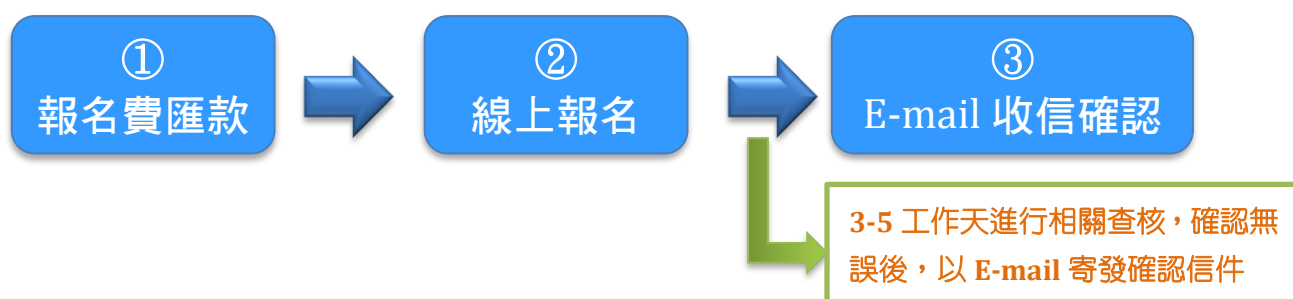 ①
報名費匯款
②
線上報名
③
E-mail 收信確認
3-5 工作天進行相關查核，確認無
誤後，以 E-mail 寄發確認信件